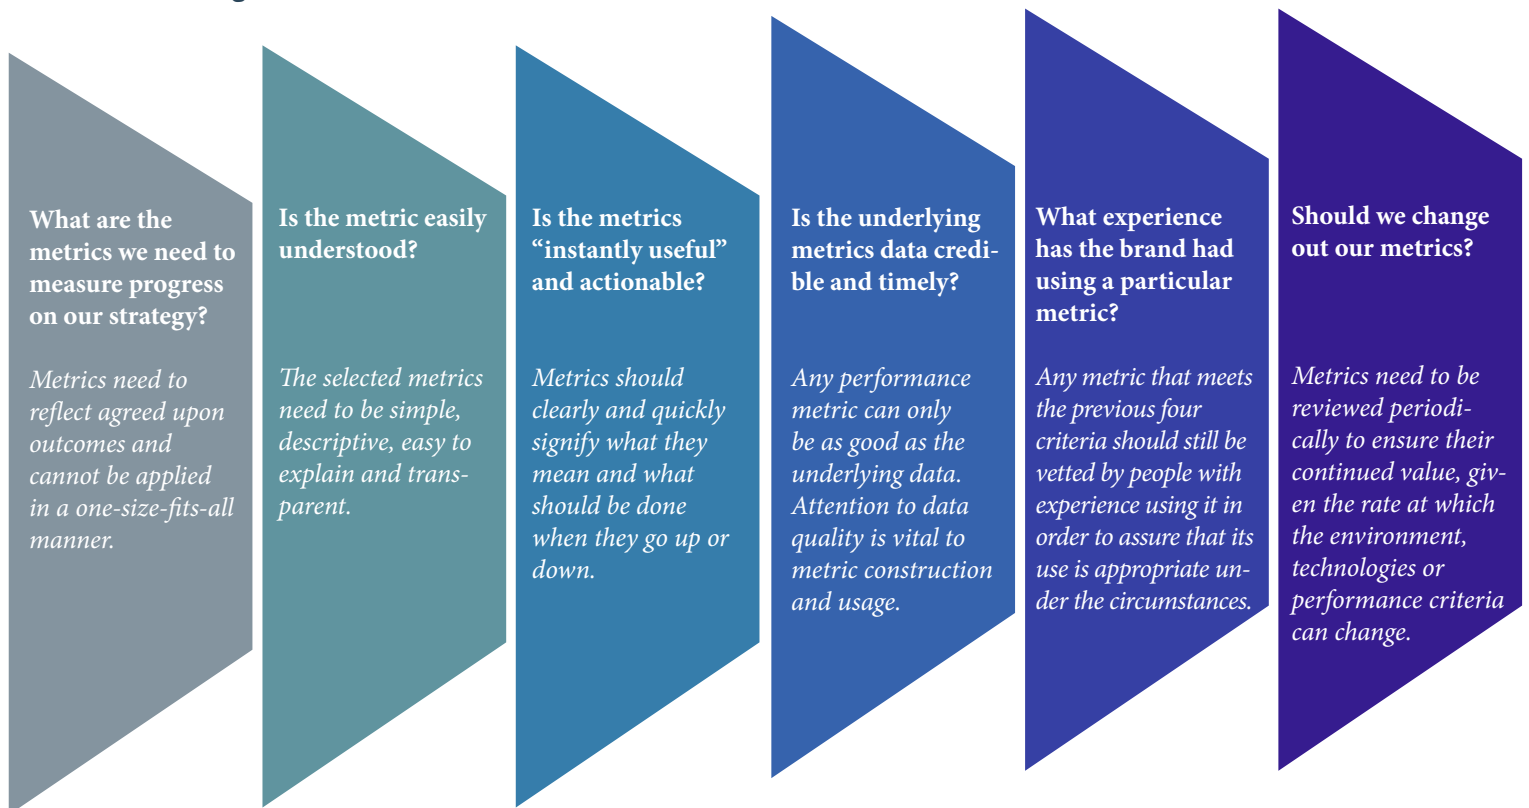 What are the
metrics we need to
measure progress
on our strategy?
Metrics need to
reflect agreed upon
outcomes and
cannot be applied
in a one-size-fits-all
manner.
Is the metric easily
understood?
The selected metrics
need to be simple,
descriptive, easy to
explain and trans-
parent.
Is the metrics
“instantly useful”
and actionable?
Metrics should
clearly and quickly
signify what they
mean and what
should be done
when they go up or
down.
Is the underlying
metrics data credi-
ble and timely?
Any performance
metric can only
be as good as the
underlying data.
Attention to data
quality is vital to
metric construction
and usage.
What experience
has the brand had
using a particular
metric?
Any metric that meets
the previous four
criteria should still be
vetted by people with
experience using it in
order to assure that its
use is appropriate un-
der the circumstances.
Should we change
out our metrics?
Metrics need to be
reviewed periodi-
cally to ensure their
continued value, giv-
en the rate at which
the environment,
technologies or
performance criteria
can change.